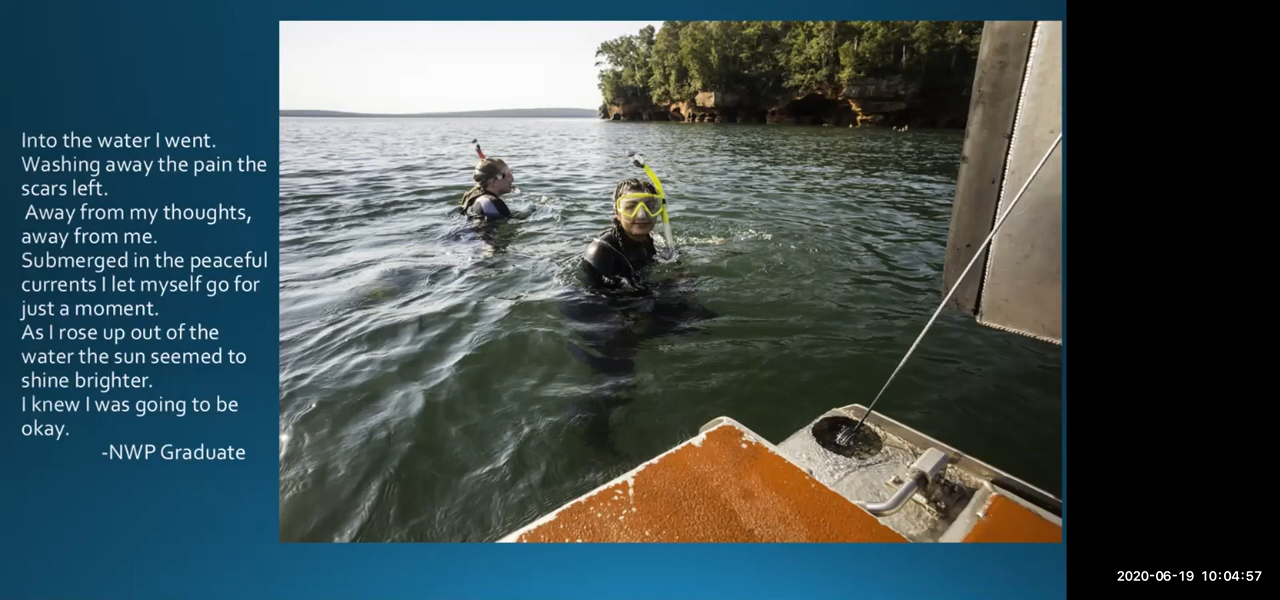 Into the water I went.
Washing away the pain the
scars left.
Away from my thoughts,
away from me.
Submerged in the peaceful
currents I let myself go for
just a moment.
As I rose up out of the
water the sun seemed to
shine brighter.
I knew I was going to be
okay.
-NWP Graduate
2020-06-19 10:04:57